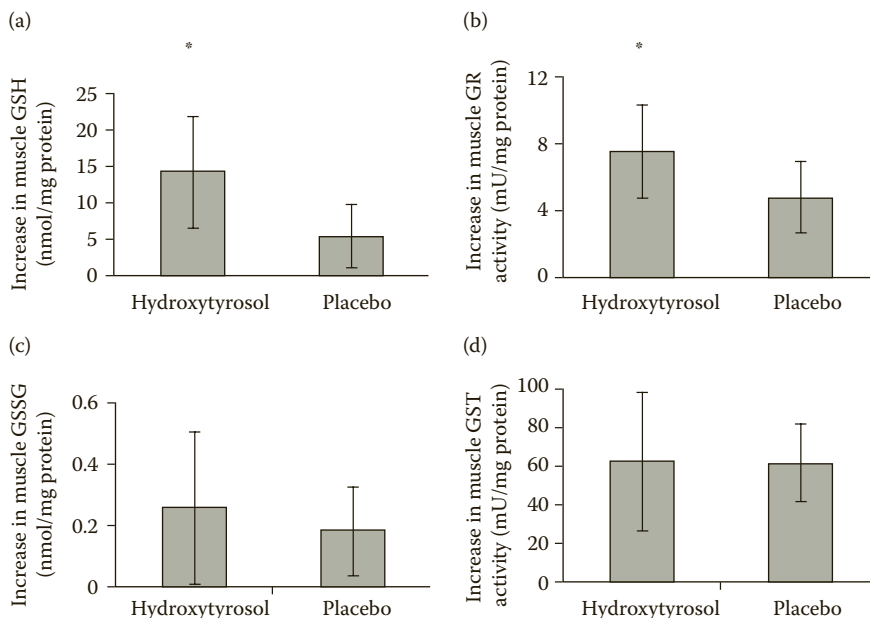 (a)
*
Increase in muscle GSH
(nmol/mg protein)
25
20
15
10
5
0
Hydroxytyrosol Placebo
(b)
*
Increase in muscle GR
activity (mU/mg protein)
12
8
4
0
Hydroxytyrosol Placebo
(c)
Increase in muscle GSSG
(nmol/mg protein)
0.6
0.4
0.2
0
Hydroxytyrosol Placebo
(d)
Increase in muscle GST
activity (mU/mg protein)
100
80
60
40
20
0
Hydroxytyrosol Placebo